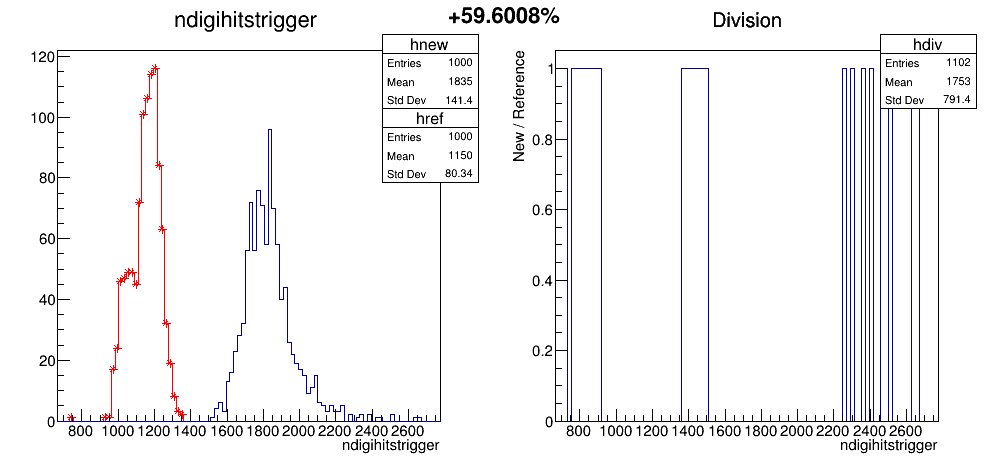 +59.6008%
ndigihitstrigger
hnew
Entries 1000
Mean 1835
Std Dev 141.4
href
Entries 1000
Mean 1150
Std Dev 80.34
120
100
80
60
40
20
0
800 1000 1200 1400 1600 1800 2000 2200 2400 2600
ndigihitstrigger
Division
hdiv
Entries 1102
Mean 1753
Std Dev 791.4
New / Reference
1
0.8
0.6
0.4
0.2
0
800 1000 1200 1400 1600 1800 2000 2200 2400 2600
ndigihitstrigger